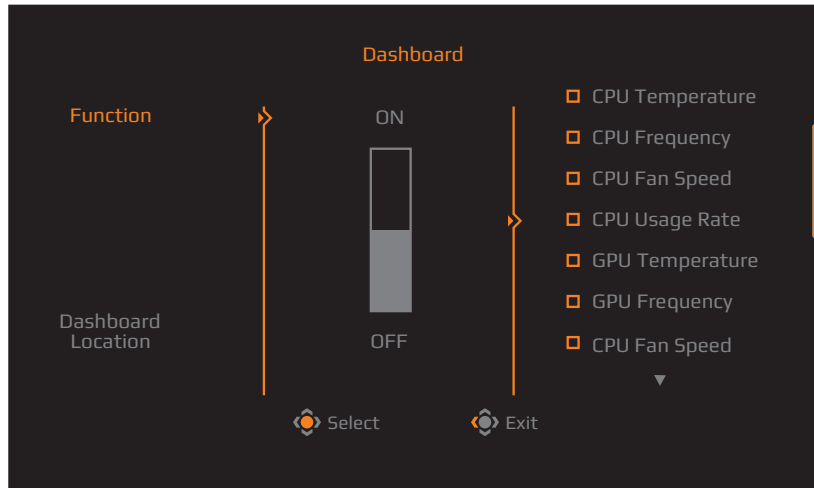 Dashboard
Function
ON
OFF
Dashboard
Location
CPU Temperature
CPU Frequency
CPU Fan Speed
CPU Usage Rate
GPU Temperature
GPU Frequency
CPU Fan Speed
Select
Exit